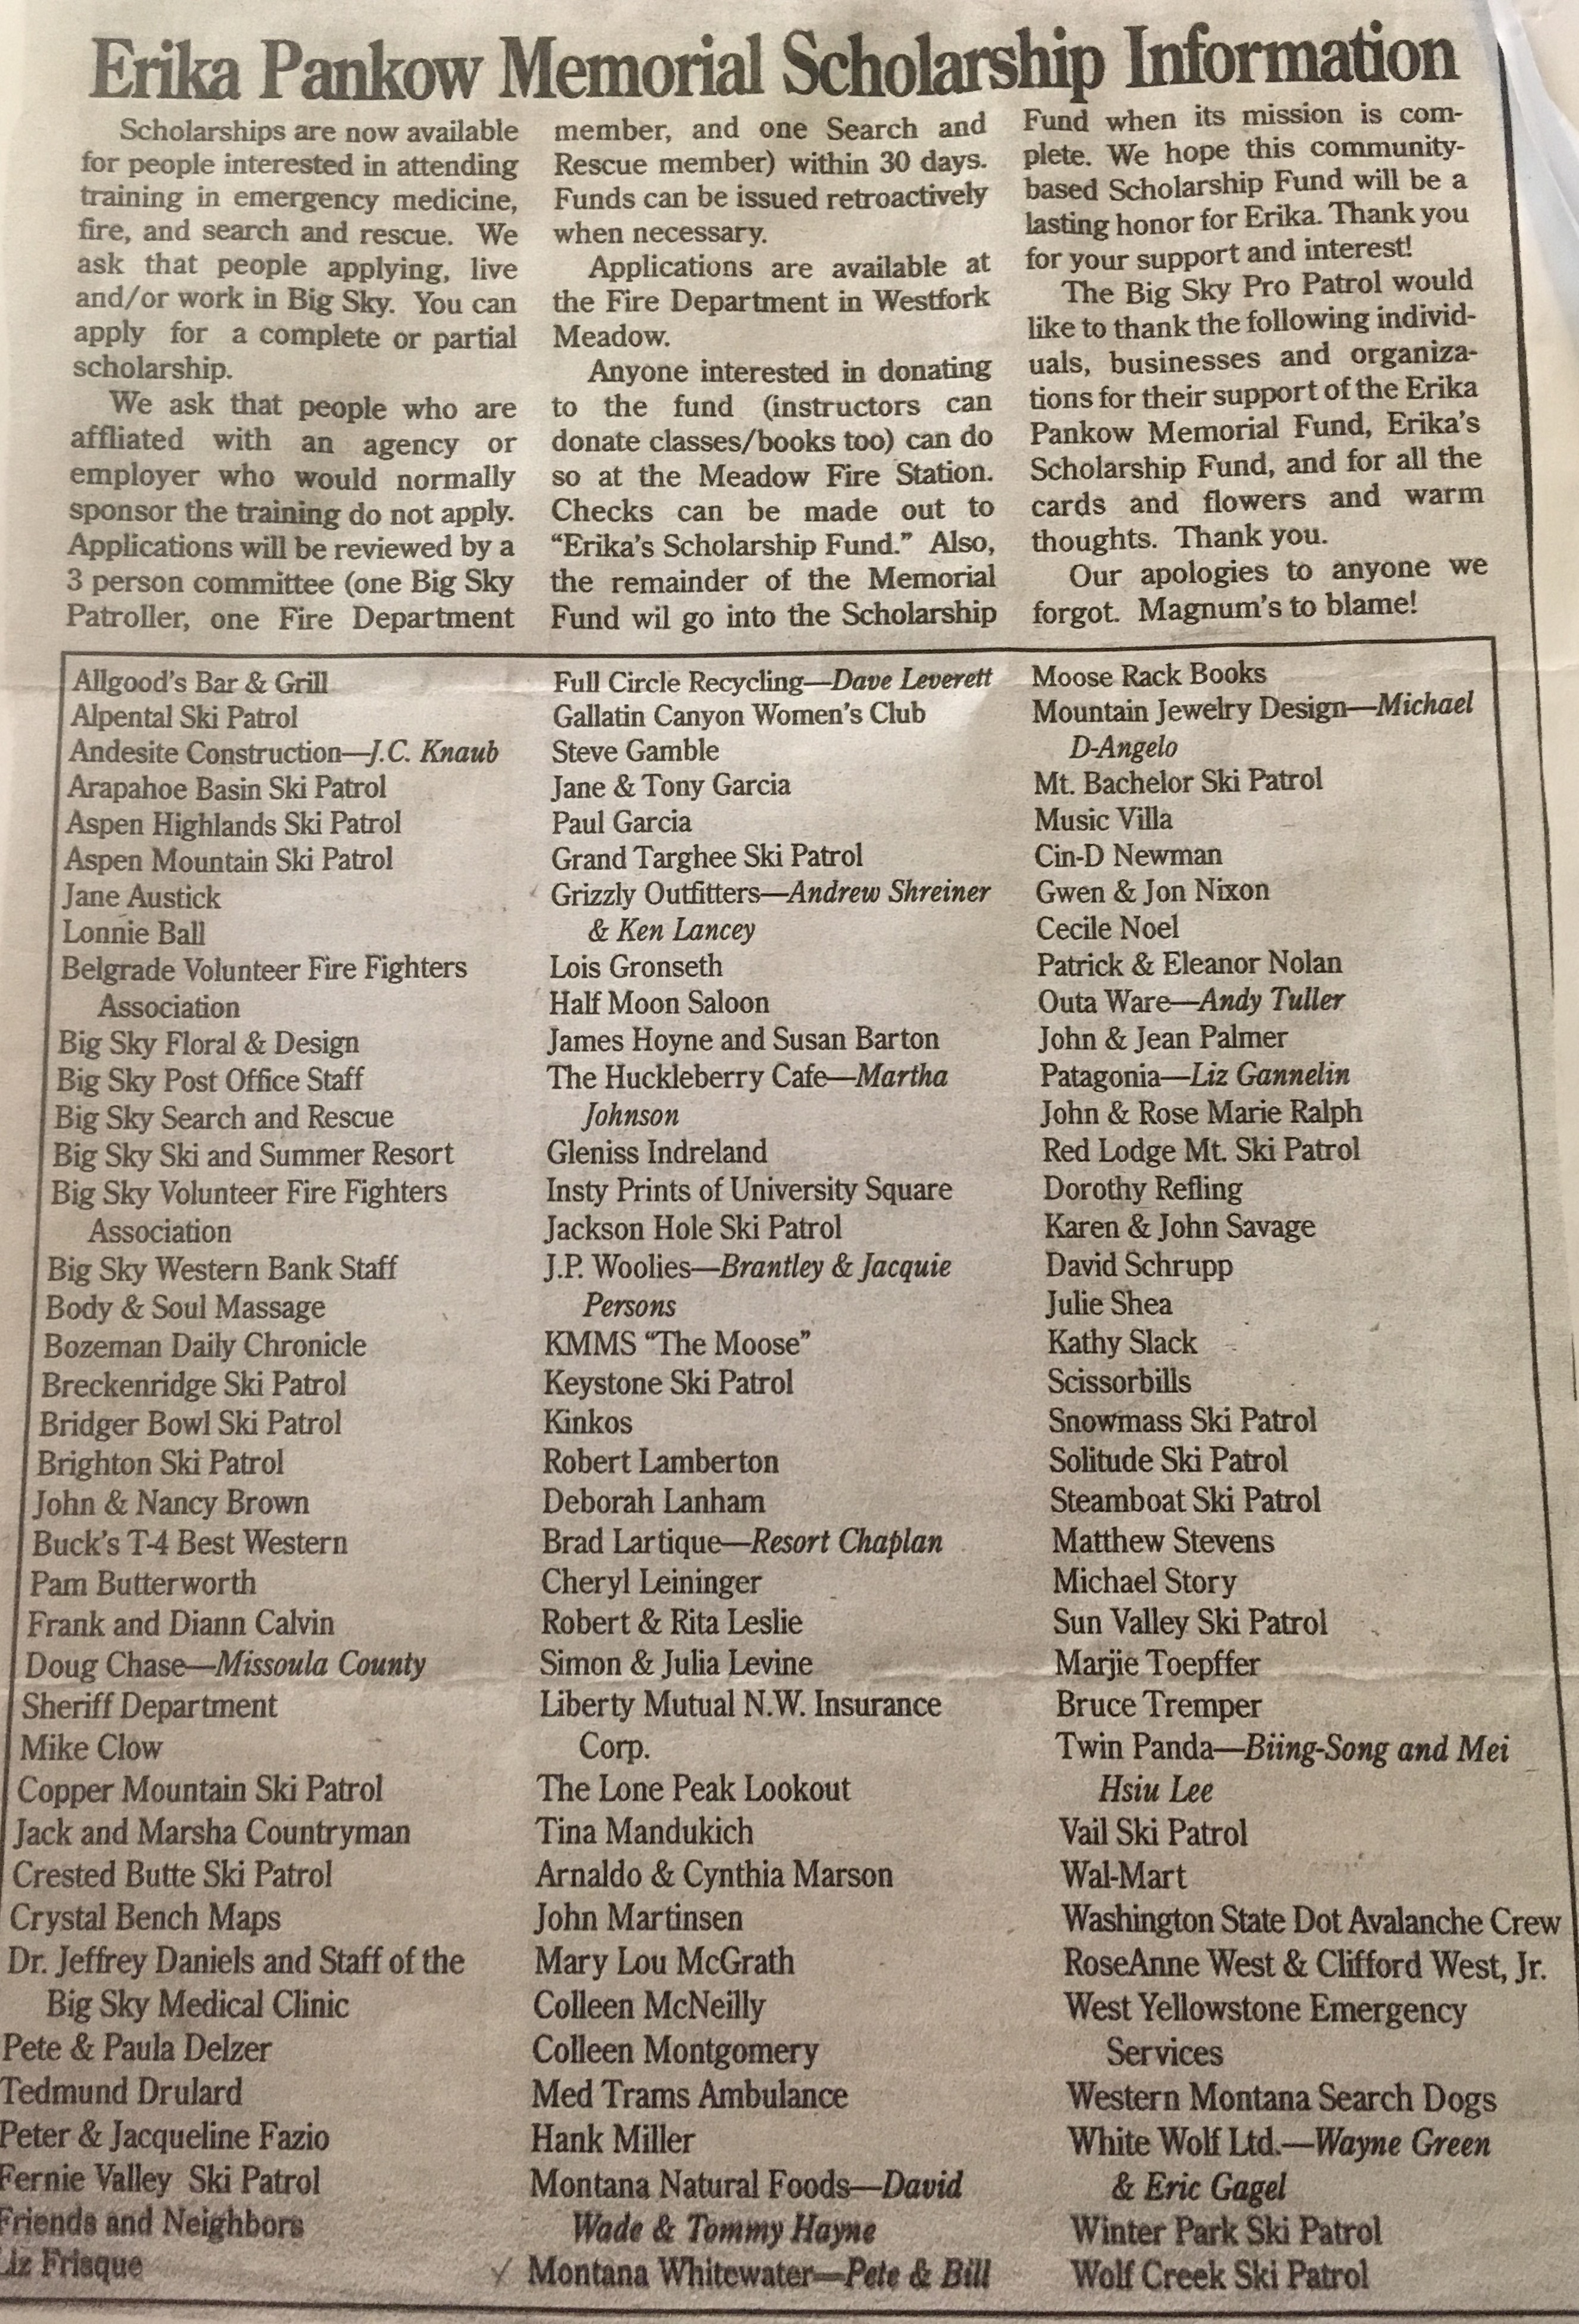 Erika Pankow Memorial Scholarship Information
Scholarships are now available
for people interested in attending
training in emergency medicine,
fire, and search and rescue. We
ask that people applying, live
and/or work in Big Sky. You can
apply for a complete or partial
scholarship.
We ask that people who are
affliated with an agency or
employer who would normally
sponsor the training do not apply.
Applications will be reviewed by a
3 person committee (one Big Sky
Patroller, one Fire Department
member, and one Search and
Rescue member) within 30 days.
Funds can be issued retroactively
when necessary.
Applications are available at
the Fire Department in Westfork
Meadow.
Anyone interested in donating
to the fund (instructors can
donate classes/books too) can do
so at the Meadow Fire Station.
Checks can be made out to
“Erika’s Scholarship Fund.” Also,
the remainder of the Memorial
Fund wil go into the Scholarship
Fund when its mission is com-
plete. We hope this community-
based Scholarship Fund will be a
lasting honor for Erika. Thank you
for your support and interest!
The Big Sky Pro Patrol would
like to thank the following individ-
uals, businesses and organiza-
tions for their support of the Erika
Pankow Memorial Fund, Erika’s
Scholarship Fund, and for all the
cards and flowers and warm
thoughts. Thank you.
Our apologies to anyone we
forgot. Magnum’s to blame!
Allgood’s Bar & Grill
Alpental Ski Patrol
Andesite Construction—J.C. Knaub
Arapahoe Basin Ski Patrol
Aspen Highlands Ski Patrol
Aspen Mountain Ski Patrol
Jane Austick
Lonnie Ball
Belgrade Volunteer Fire Fighters
Association
Big Sky Floral & Design
Big Sky Post Office Staff
Big Sky Search and Rescue
Big Sky Ski and Summer Resort
Big Sky Volunteer Fire Fighters
Association
Big Sky Western Bank Staff
Body & Soul Massage
Bozeman Daily Chronicle
Breckenridge Ski Patrol
Bridger Bowl Ski Patrol
Brighton Ski Patrol
John & Nancy Brown
Buck’s T-4 Best Western
Pam Butterworth
Frank and Diann Calvin
Doug Chase—Missoula County
Sheriff Department
Mike Clow
Copper Mountain Ski Patrol
Jack and Marsha Countryman
Crested Butte Ski Patrol
Crystal Bench Maps
Dr. Jeffrey Daniels and Staff of the
Big Sky Medical Clinic
Pete & Paula Delzer
Tedmund Drulard
Peter & Jacqueline Fazio
Fernie Valley Ski Patrol
Friends and Neighbors
Liz Frisque
Full Circle Recycling—Dave Leverett
Gallatin Canyon Women’s Club
Steve Gamble
Jane & Tony Garcia
Paul Garcia
Grand Targhee Ski Patrol
Grizzly Outfitters—Andrew Shreiner
& Ken Lancey
Lois Gronseth
Half Moon Saloon
James Hoyne and Susan Barton
The Huckleberry Cafe—Martha
Johnson
Gleniss Indreland
Insty Prints of University Square
Jackson Hole Ski Patrol
J.P. Woolies—Brantley & Jacquie
Persons
KMMS “The Moose”
Keystone Ski Patrol
Kinkos
Robert Lamberton
Deborah Lanham
Brad Lartique—Resort Chaplan
Cheryl Leininger
Robert & Rita Leslie
Simon & Julia Levine
Liberty Mutual N.W. Insurance
Corp.
The Lone Peak Lookout
Tina Mandukich
Arnaldo & Cynthia Marson
John Martinsen
Mary Lou McGrath
Colleen McNeilly
Colleen Montgomery
Med Trams Ambulance
Hank Miller
Montana Natural Foods—David
Wade & Tommy Hayne
✓ Montana Whitewater—Pete & Bill
Moose Rack Books
Mountain Jewelry Design—Michael
D-Angelo
Mt. Bachelor Ski Patrol
Music Villa
Cin-D Newman
Gwen & Jon Nixon
Cecile Noel
Patrick & Eleanor Nolan
Outa Ware—Andy Tuller
John & Jean Palmer
Patagonia—Liz Gannelin
John & Rose Marie Ralph
Red Lodge Mt. Ski Patrol
Dorothy Refling
Karen & John Savage
David Schrupp
Julie Shea
Kathy Slack
Scissorbills
Snowmass Ski Patrol
Solitude Ski Patrol
Steamboat Ski Patrol
Matthew Stevens
Michael Story
Sun Valley Ski Patrol
Marjie Toepffer
Bruce Tremper
Twin Panda—Biing-Song and Mei
Hsiu Lee
Vail Ski Patrol
Wal-Mart
Washington State Dot Avalanche Crew
RoseAnne West & Clifford West, Jr.
West Yellowstone Emergency
Services
Western Montana Search Dogs
White Wolf Ltd.—Wayne Green
& Eric Gagel
Winter Park Ski Patrol
Wolf Creek Ski Patrol